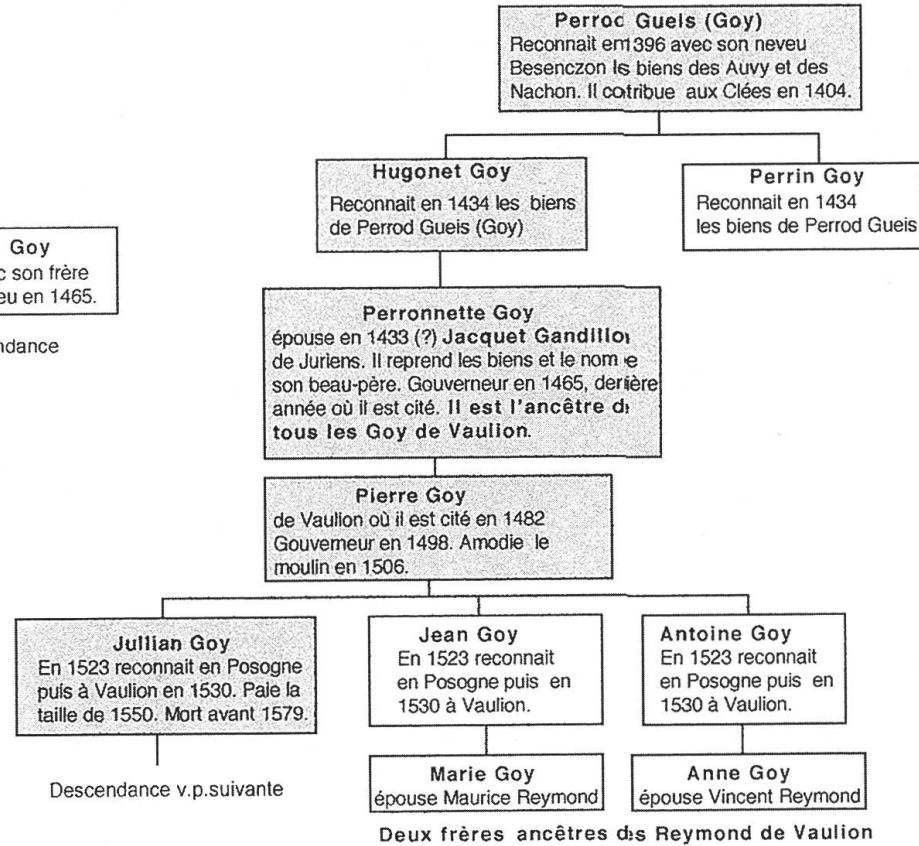 Perrod Gueis (Goy)
Reconnait en 1396 avec son neveu
Besenczon les biens des Auvy et des
Nachon. Il contribue aux Clées en 1404.
Hugonet Goy
Reconnait en 1434 les biens
de Perrod Gueis (Goy)
Perrin Goy
Reconnait en 1434
les biens de Perrod Gueis
Goy
c son frère
eu en 1465.
ndance
Perronnette Goy
épouse en 1433 (?) Jacquet Gandillo
de Juriens. Il reprend les biens et le nom e
son beau-père. Gouverneur en 1465, dernière
année où il est cité. Il est l'ancêtre d
tous les Goy de Vaulion.
Pierre Goy
de Vaulion où il est cité en 1482
Gouverneur en 1498. Amodie le
moulin en 1506.
Jullian Goy
En 1523 reconnait en Posogne
puis à Vaulion en 1530. Paie la
taille de 1550. Mort avant 1579.
Jean Goy
En 1523 reconnait
en Posogne puis en
1530 à Vaulion.
Antoine Goy
En 1523 reconnait
en Posogne puis en
1530 à Vaulion.
Descendance v.p.suivante
Marie Goy
épouse Maurice Reymond
Anne Goy
épouse Vincent Reymond
Deux frères ancêtres des Reymond de Vaulion